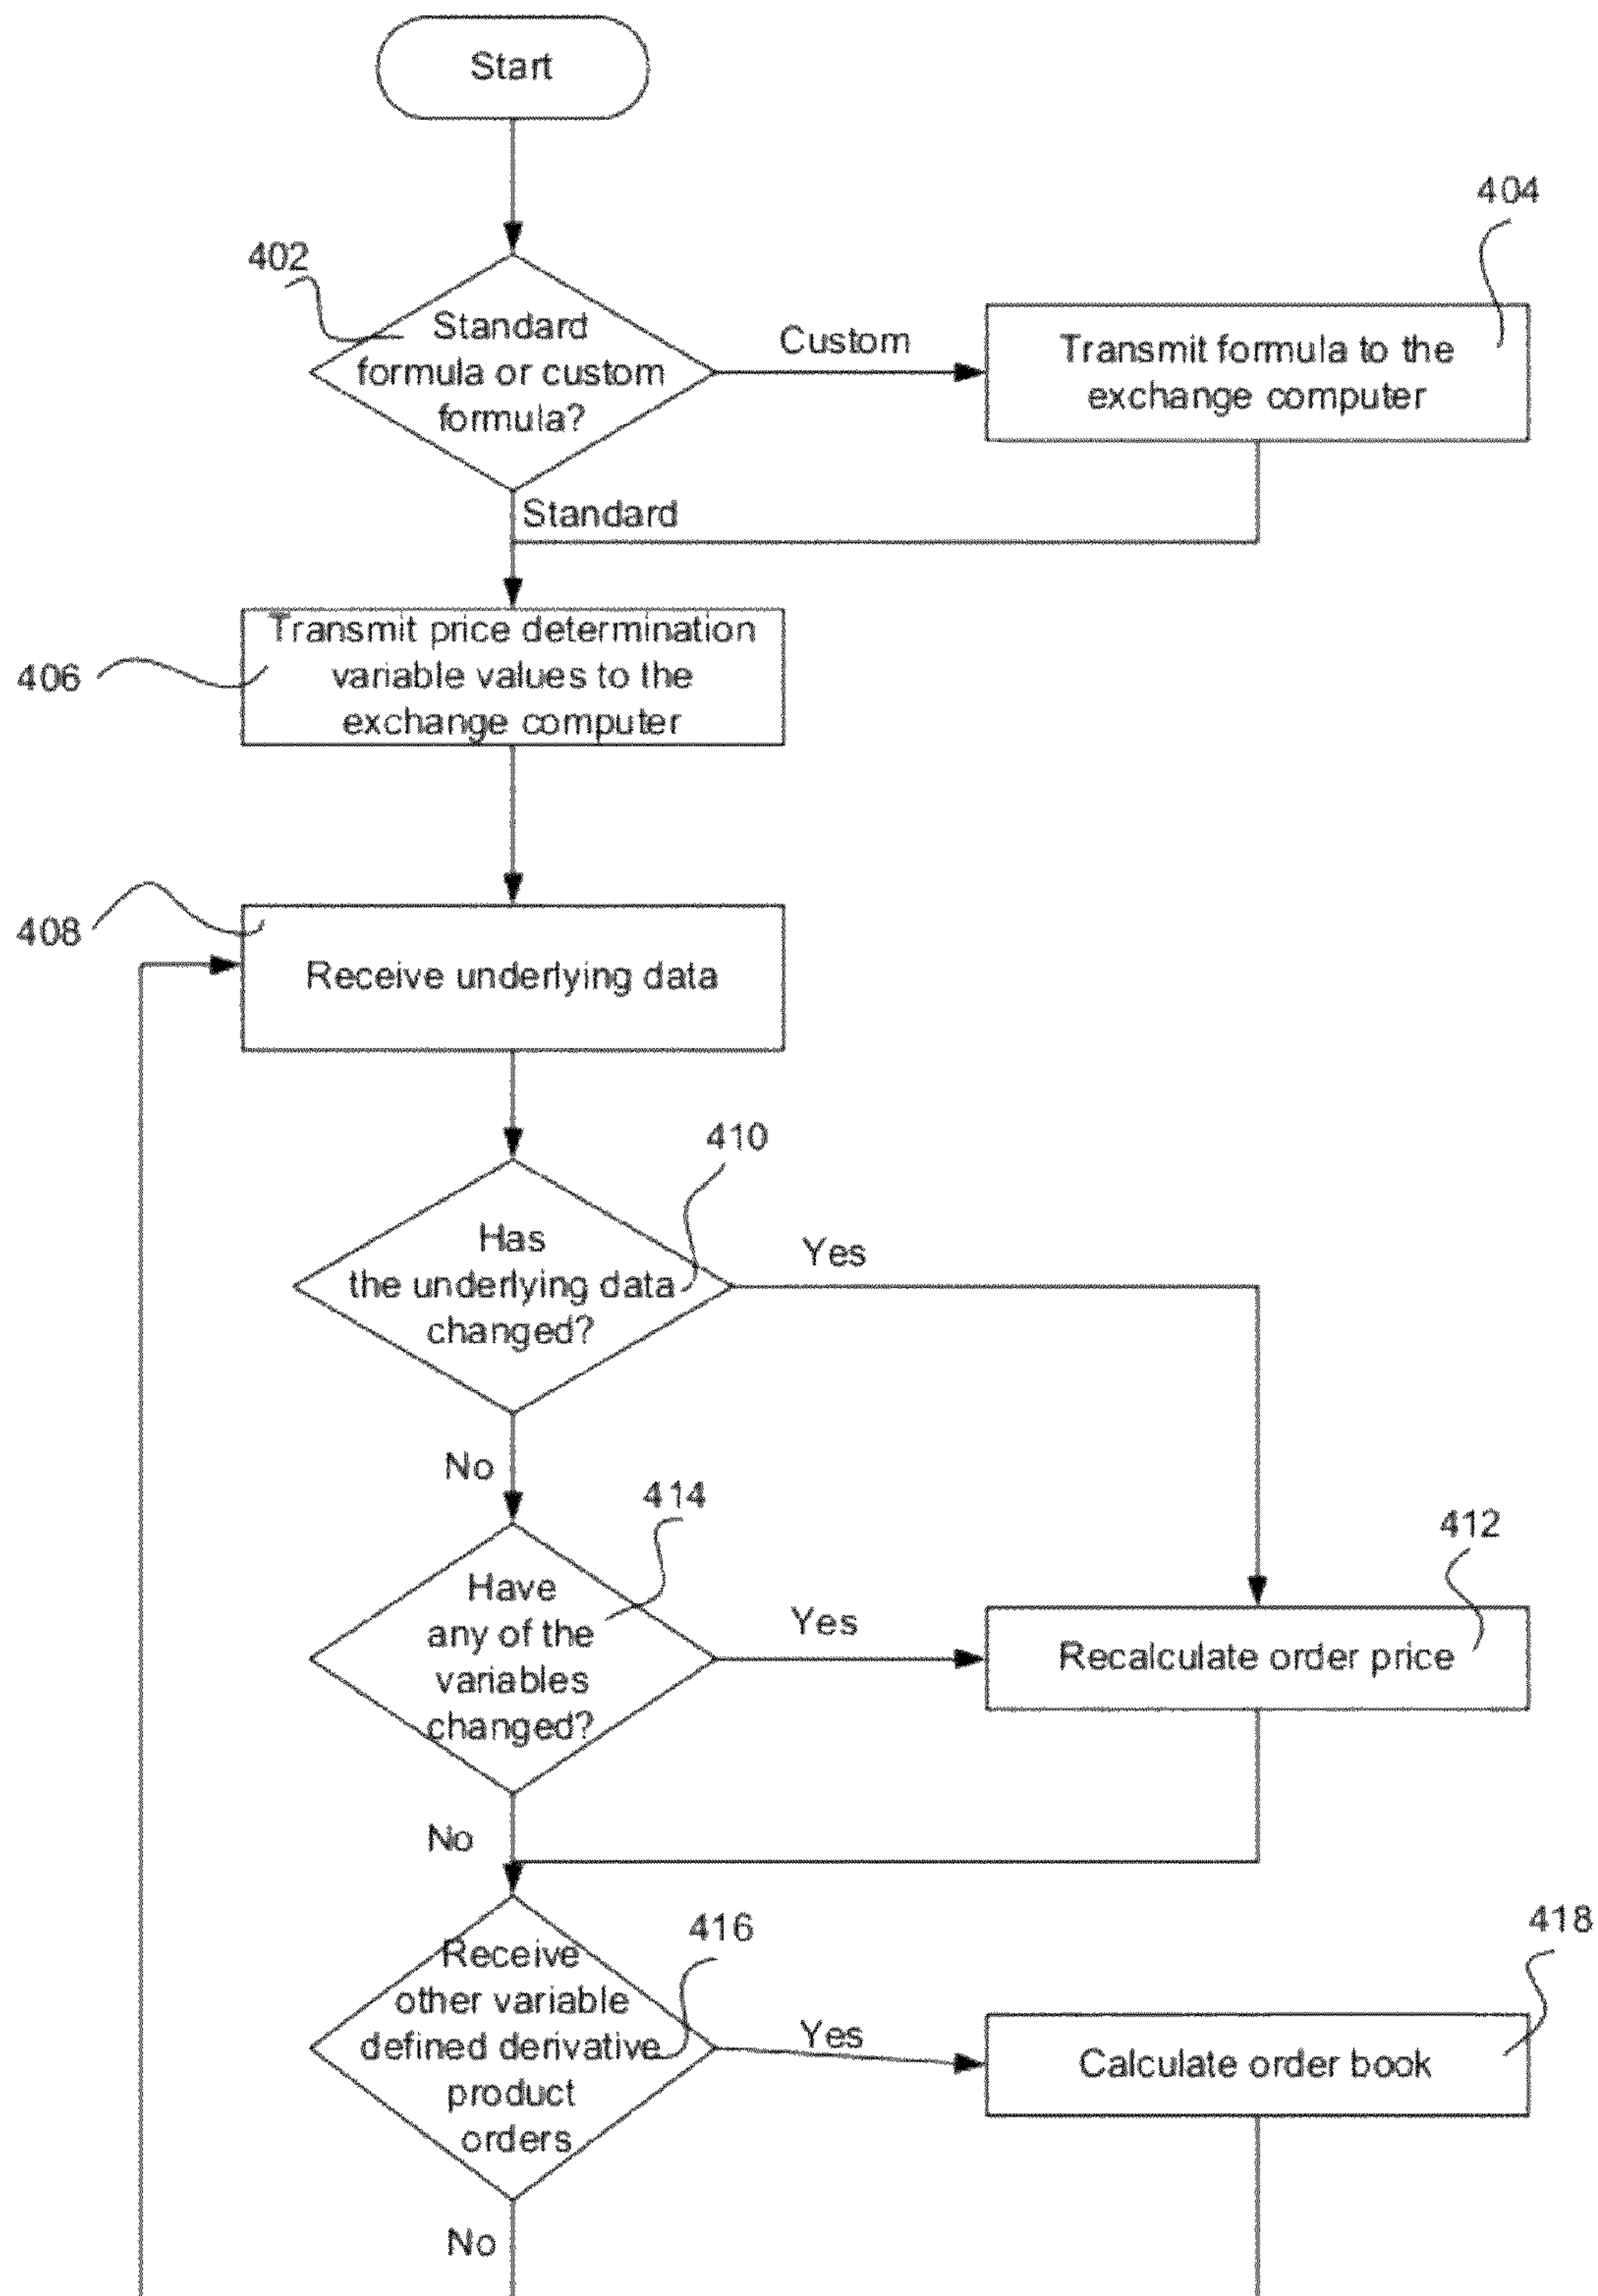 Start
402
404
Standard
formula or custom
formula?
Custom
Transmit formula to the
exchange computer
Standard
406
Transmit price determination
variable values to the
exchange computer
408
Receive underlying data
410
Has
the underlying data
changed?
Yes
No
414
412
Have
any of the
variables
changed?
Yes
Recalculate order price
No
416
418
Receive
other variable
defined derivative
product
orders
Yes
Calculate order book
No